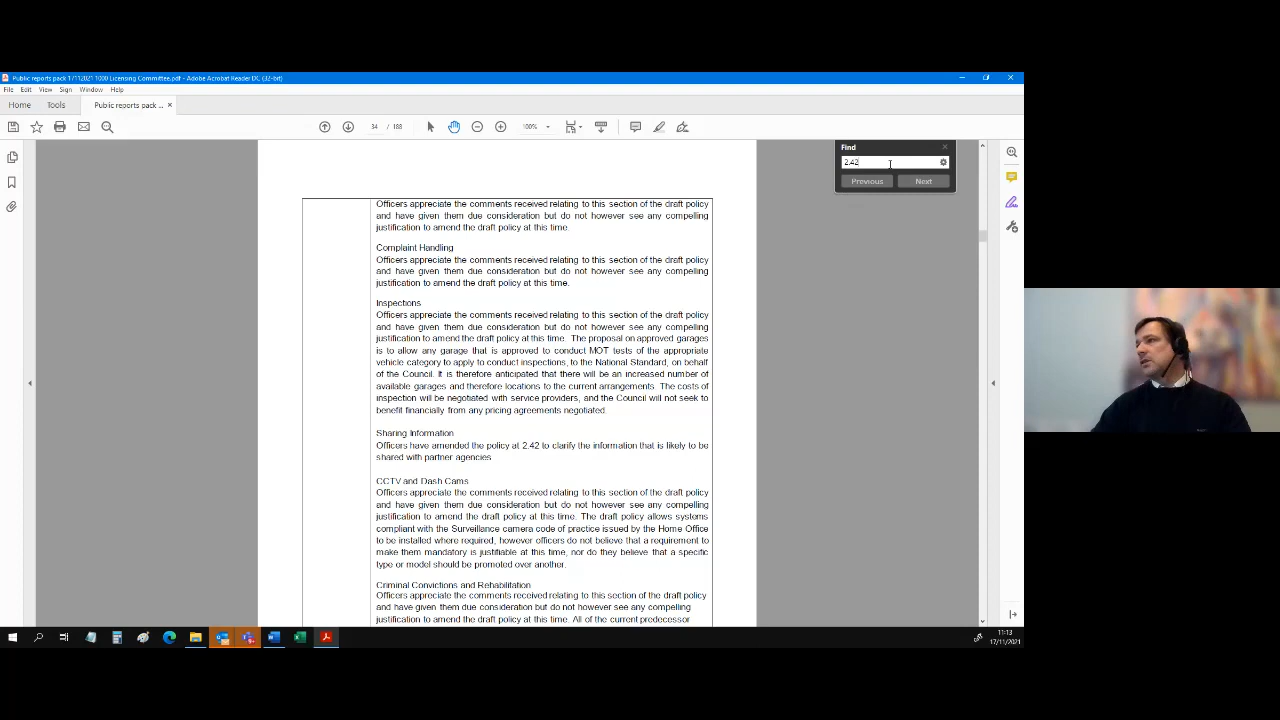 Public reports pack 17112021 1000 Licensing Committee.pdf - Adobe Acrobat Reader DC (32-bit)
File Edit View Sign Window Help
Home Tools Public reports pack ... ×
34 / 188 100%
Find
2.42
Previous Next
Officers appreciate the comments received relating to this section of the draft policy
and have given them due consideration but do not however see any compelling
justification to amend the draft policy at this time.
Complaint Handling
Officers appreciate the comments received relating to this section of the draft policy
and have given them due consideration but do not however see any compelling
justification to amend the draft policy at this time.
Inspections
Officers appreciate the comments received relating to this section of the draft policy
and have given them due consideration but do not however see any compelling
justification to amend the draft policy at this time. The proposal on approved garages
is to allow any garage that is approved to conduct MOT tests of the appropriate
vehicle category to apply to conduct inspections, to the National Standard, on behalf
of the Council. It is therefore anticipated that there will be an increased number of
available garages and therefore locations to the current arrangements. The costs of
inspection will be negotiated with service providers, and the Council will not seek to
benefit financially from any pricing agreements negotiated.
Sharing Information
Officers have amended the policy at 2.42 to clarify the information that is likely to be
shared with partner agencies
CCTV and Dash Cams
Officers appreciate the comments received relating to this section of the draft policy
and have given them due consideration but do not however see any compelling
justification to amend the draft policy at this time. The draft policy allows systems
compliant with the Surveillance camera code of practice issued by the Home Office
to be installed where required, however officers do not believe that a requirement to
make them mandatory is justifiable at this time, nor do they believe that a specific
type or model should be promoted over another.
Criminal Convictions and Rehabilitation
Officers appreciate the comments received relating to this section of the draft policy
and have given them due consideration but do not however see any compelling
justification to amend the draft policy at this time. All of the current predecessor
11:13
17/11/2021